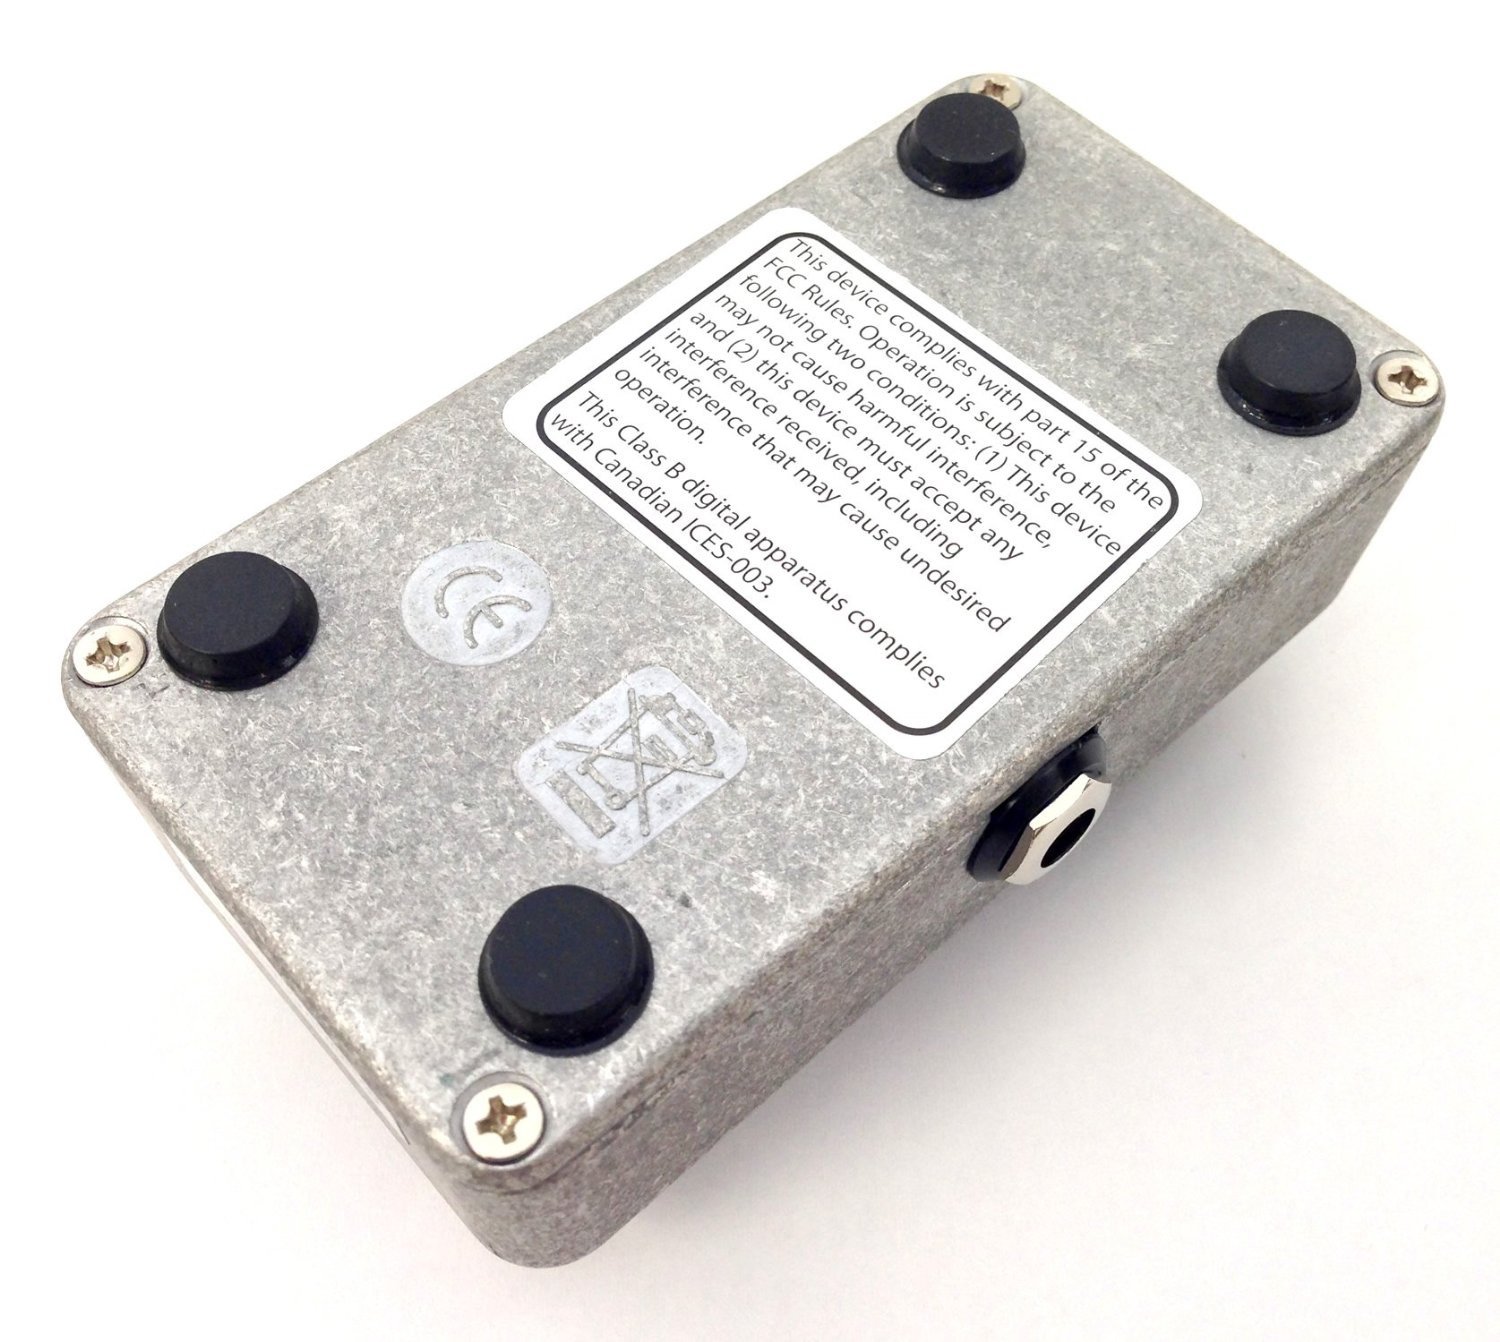 This device complies with part 15 of the
FCC Rules. Operation is subject to the
following two conditions: (1) This device
may not cause harmful interference,
and (2) this device must accept any
interference received, including
interference that may cause undesired
operation.
This Class B digital apparatus complies
with Canadian ICES-003.
CE